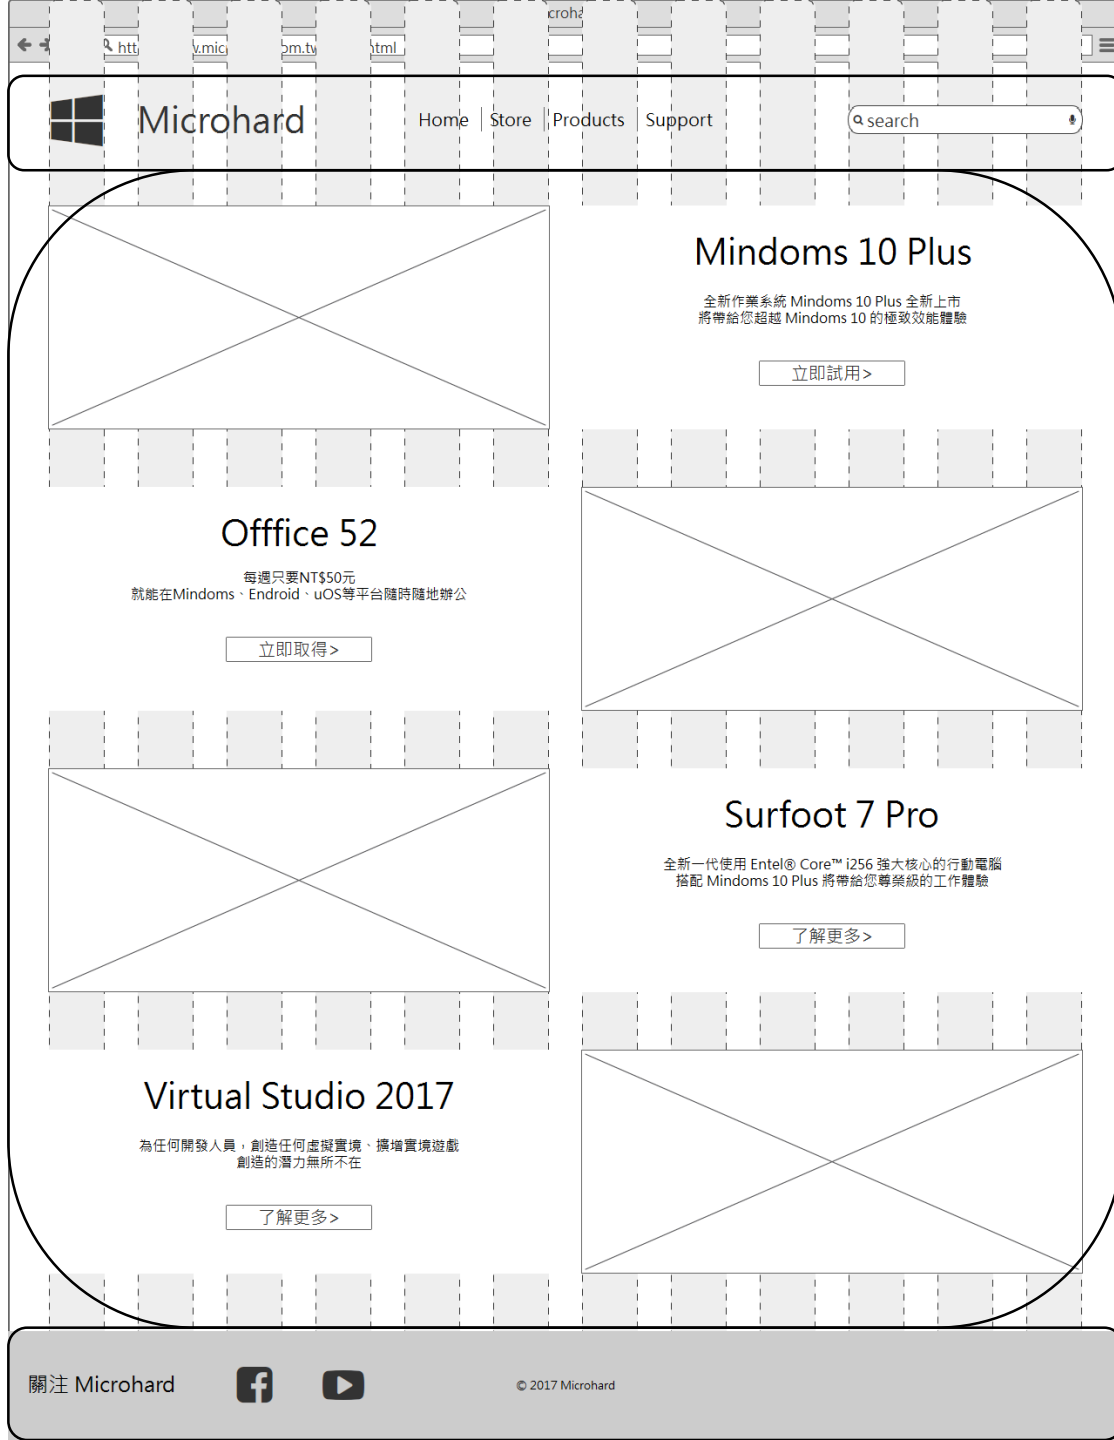 Microhard
Home
Store
Products
Support
search
Mindoms 10 Plus
全新作業系統 Mindoms 10 Plus 全新上市
將帶給您超越 Mindoms 10 的極致效能體驗
立即試用>
Offfice 52
每週只要NT$50元
就能在Mindoms、Endroid、uOS等平台隨時隨地辦公
立即取得>
Surfoot 7 Pro
全新一代使用 Entel® Core™ i256 強大核心的行動電腦
搭配 Mindoms 10 Plus 將帶給您尊榮級的工作體驗
了解更多>
Virtual Studio 2017
為任何開發人員，創造任何虛擬實境、擴增實境遊戲
創造的潛力無所不在
了解更多>
關注 Microhard
© 2017 Microhard